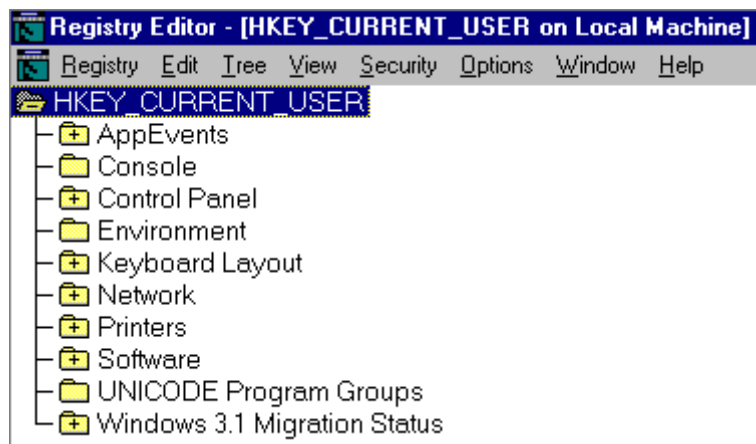 Registry Editor - [HKEY_CURRENT_USER on Local Machine]
Registry Edit Tree View Security Options Window Help
HKEY_CURRENT_USER
AppEvents
Console
Control Panel
Environment
Keyboard Layout
Network
Printers
Software
UNICODE Program Groups
Windows 3.1 Migration Status